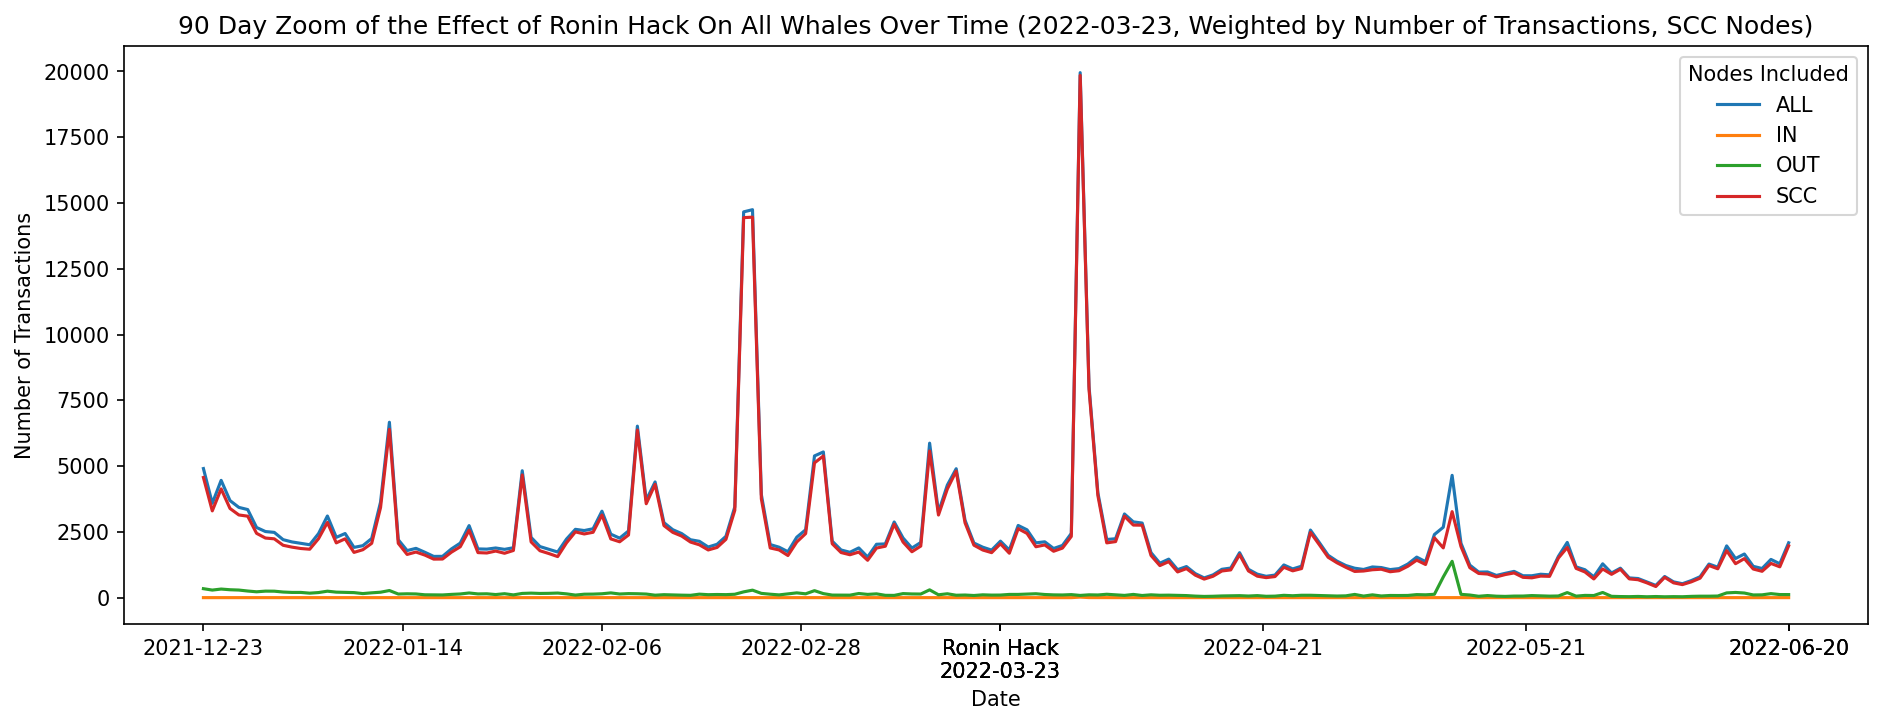 90 Day Zoom of the Effect of Ronin Hack On All Whales Over Time (2022-03-23, Weighted by Number of Transactions, SCC Nodes)
Nodes Included
ALL
IN
OUT
SCC
Number of Transactions
20000
17500
15000
12500
10000
7500
5000
2500
0
2021-12-23
2022-01-14
2022-02-06
2022-02-28
Ronin Hack
2022-03-23
2022-04-21
2022-05-21
2022-06-20
Date